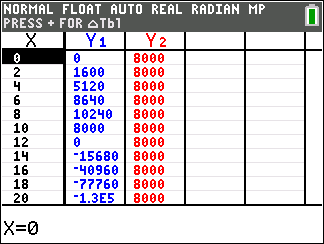 NORMAL FLOAT AUTO REAL RADIAN MP
PRESS + FOR △Tbl
X Y1 Y2
0 0 8000
2 1600 8000
4 5120 8000
6 8640 8000
8 10240 8000
10 8000 8000
12 0 8000
14 -15680 8000
16 -40960 8000
18 -77760 8000
20 -1.3E5 8000
X=0